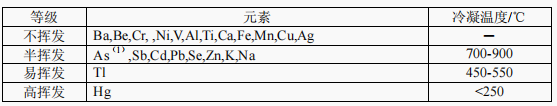 等级 元素 冷凝温度/℃
不挥发 Ba,Be,Cr, ,Ni,V,Al,Ti,Ca,Fe,Mn,Cu,Ag —
半挥发 As（1）,Sb,Cd,Pb,Se,Zn,K,Na 700-900
易挥发 Tl 450-550
高挥发 Hg <250